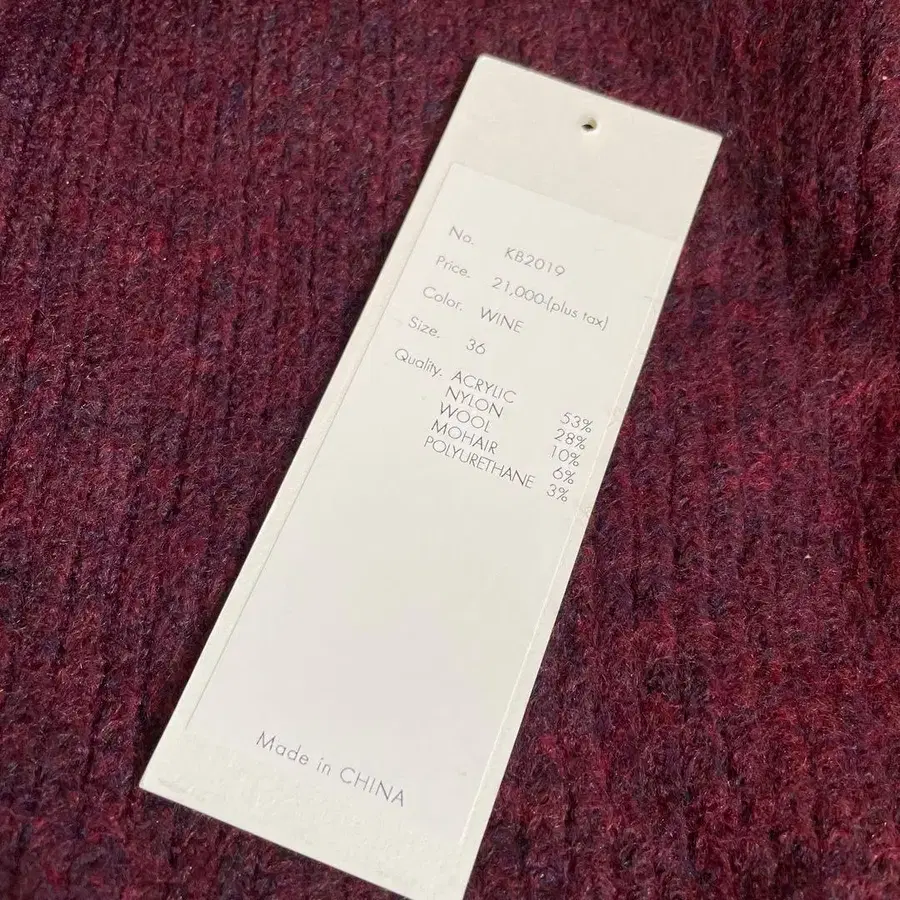 No. KB2019
Price. 21,000-(plus tax)
Color. WINE
Size. 36
Quality. ACRYLIC 53%
NYLON 28%
WOOL 10%
MOHAIR 6%
POLYURETHANE 3%
Made in CHINA